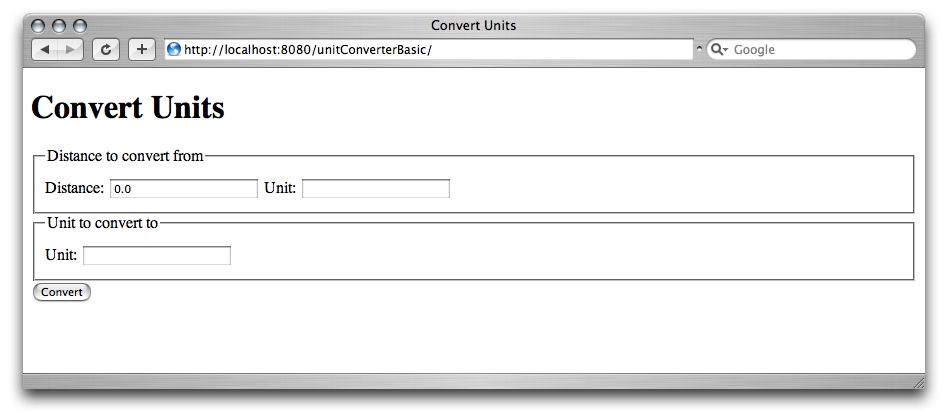 Convert Units
http://localhost:8080/unitConverterBasic/
Google
Convert Units
Distance to convert from
Distance: 0.0 Unit:
Unit to convert to
Unit:
Convert